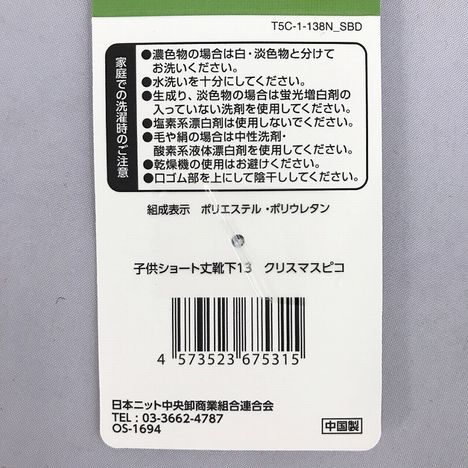 T5C-1-138N_SBD
家庭での洗濯時のご注意
●濃色物の場合は白・淡色物と分けて
お洗いください。
●水洗いを十分にしてください。
●生成り、淡色物の場合は蛍光増白剤の
入っていない洗剤を使用してください。
●塩素系漂白剤は使用しないでください。
●毛や絹の場合は中性洗剤・
酸素系液体漂白剤を使用してください。
●乾燥機の使用はお避けください。
●口ゴム部を上にして陰干ししてください。
組成表示 ポリエステル・ポリウレタン
子供ショート丈靴下13 クリスマスピコ
4 573523 675315
日本ニット中央卸商業組合連合会
TEL : 03-3662-4787
OS-1694
中国製